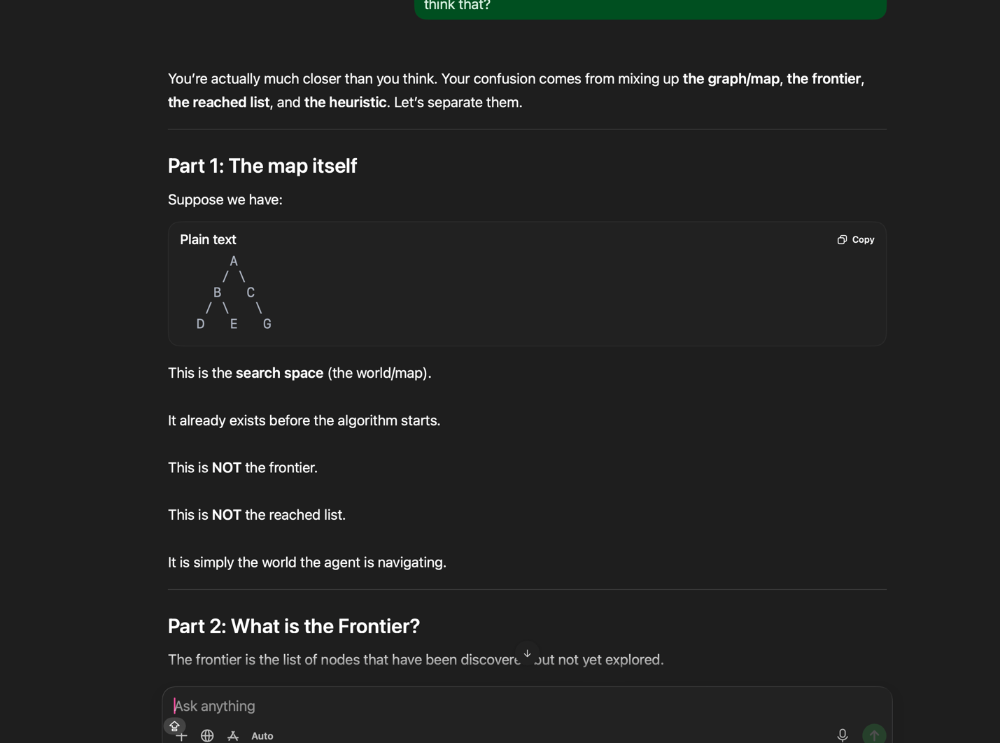 think that?
You're actually much closer than you think. Your confusion comes from mixing up the graph/map, the frontier,
the reached list, and the heuristic. Let's separate them.
Part 1: The map itself
Suppose we have:
Plain text
Copy
A
/ \
B C
/ \ \
D E G
This is the search space (the world/map).
It already exists before the algorithm starts.
This is NOT the frontier.
This is NOT the reached list.
It is simply the world the agent is navigating.
Part 2: What is the Frontier?
The frontier is the list of nodes that have been discovere but not yet explored.
Ask anything
Auto